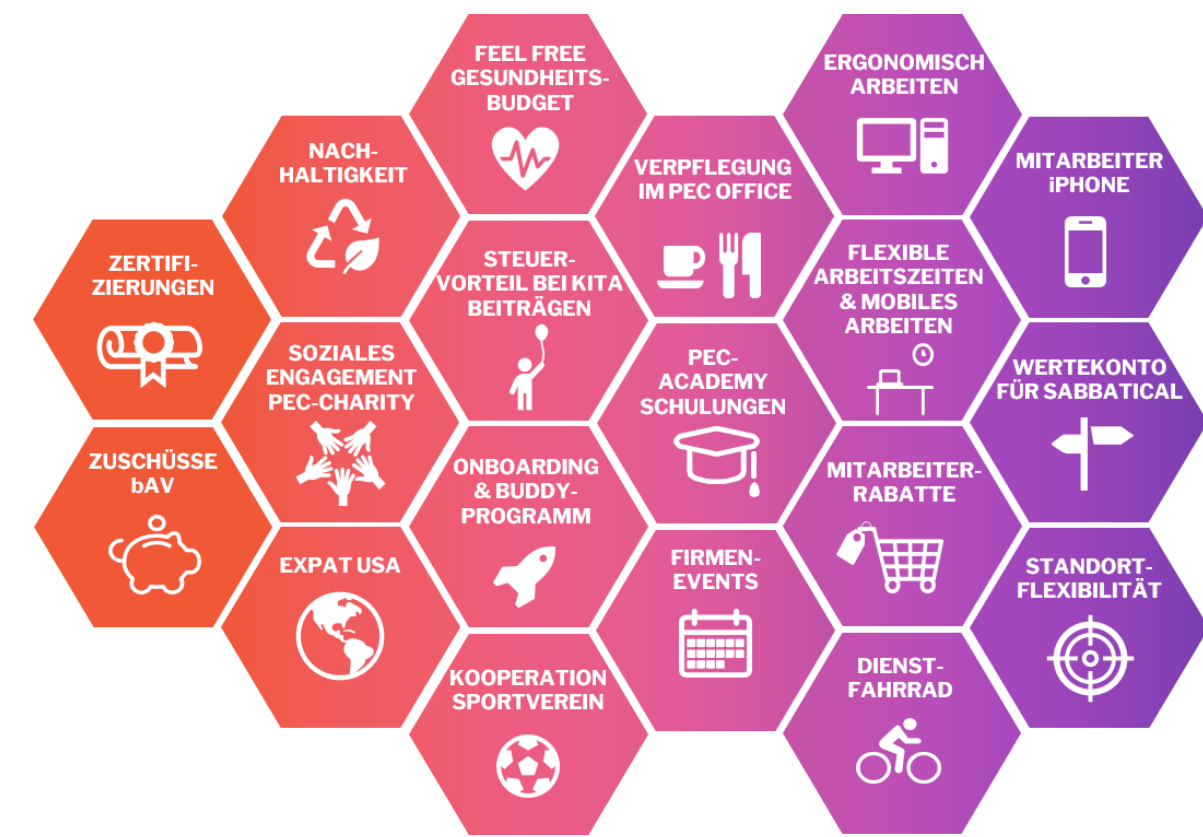 FEEL FREE
GESUNDHEITS-
BUDGET
ERGONOMISCH
ARBEITEN
NACH-
HALTIGKEIT
VERPFLEGUNG
IM PEC OFFICE
MITARBEITER
iPHONE
ZERTIFI-
ZIERUNGEN
STEUER-
VORTEIL BEI KITA
BEITRÄGEN
FLEXIBLE
ARBEITSZEITEN
& MOBILES
ARBEITEN
SOZIALES
ENGAGEMENT
PEC-CHARITY
PEC-
ACADEMY
SCHULUNGEN
WERTEKONTO
FÜR SABBATICAL
ZUSCHÜSSE
bAV
ONBOARDING
& BUDDY-
PROGRAMM
MITARBEITER-
RABATTE
EXPAT USA
FIRMEN-
EVENTS
STANDORT-
FLEXIBILITÄT
KOOPERATION
SPORTVEREIN
DIENST-
FAHRRAD